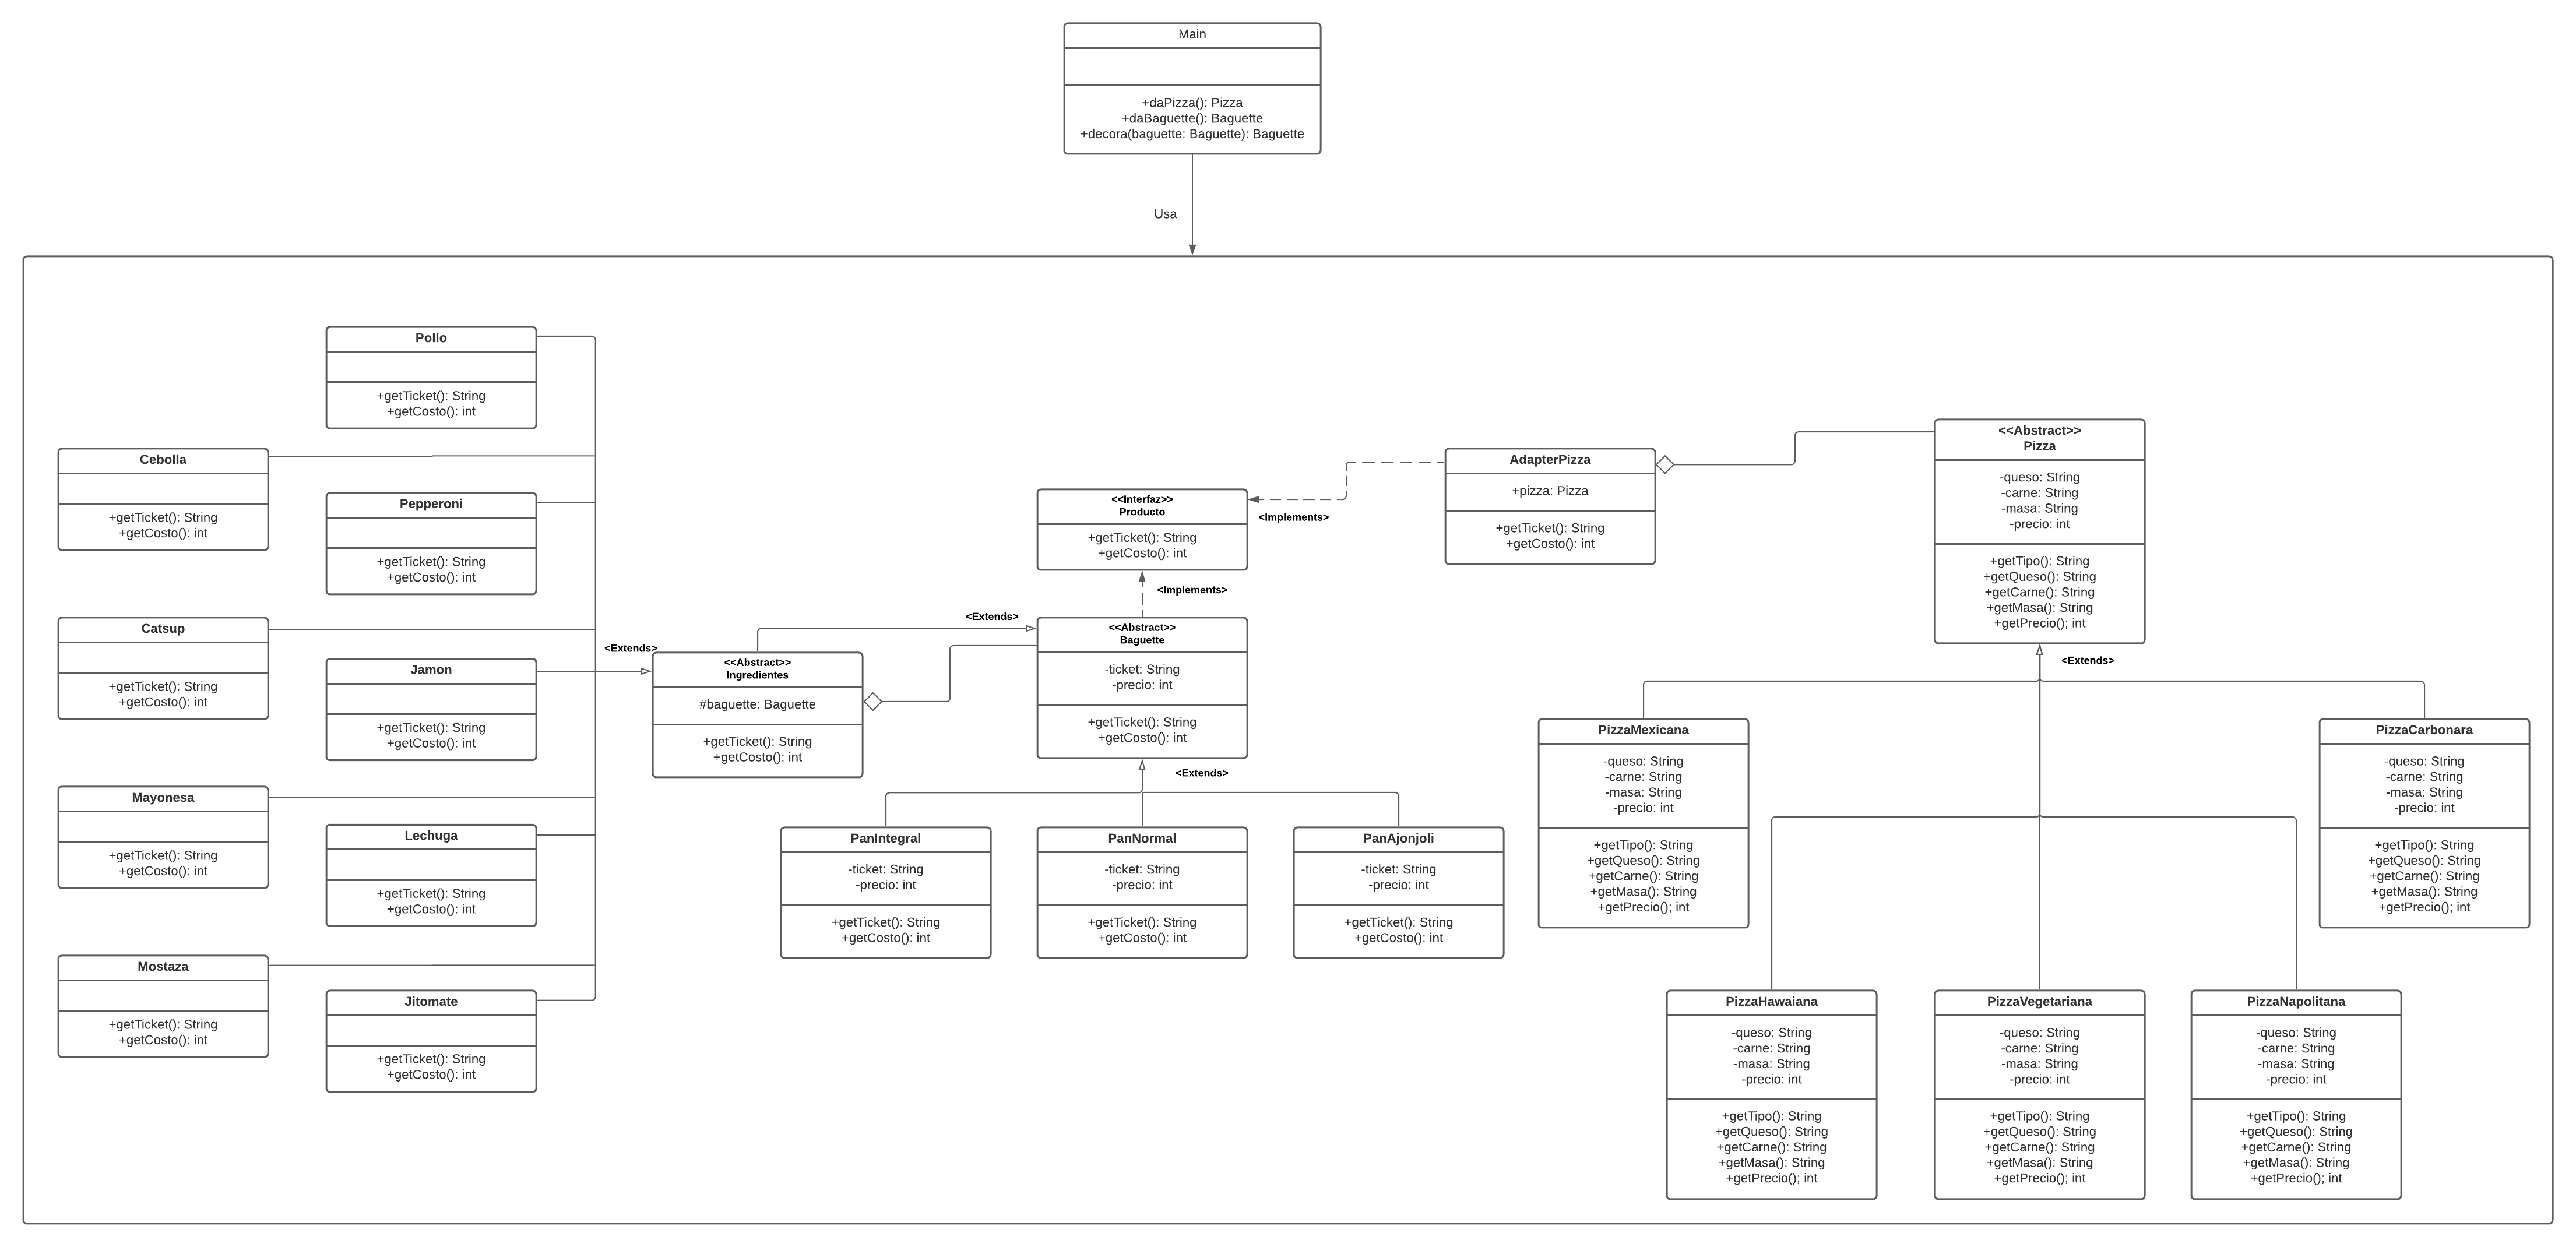 Main
+daPizza(): Pizza
+daBaguette(): Baguette
+decora(baguette: Baguette): Baguette
Usa
Pollo
+getTicket(): String
+getCosto(): int
Cebolla
+getTicket(): String
+getCosto(): int
Pepperoni
+getTicket(): String
+getCosto(): int
Catsup
+getTicket(): String
+getCosto(): int
Jamon
+getTicket(): String
+getCosto(): int
Mayonesa
+getTicket(): String
+getCosto(): int
Lechuga
+getTicket(): String
+getCosto(): int
Mostaza
+getTicket(): String
+getCosto(): int
Jitomate
+getTicket(): String
+getCosto(): int
<Extends>
<<Abstract>>
Ingredientes
#baguette: Baguette
+getTicket(): String
+getCosto(): int
<Extends>
<<Interfaz>>
Producto
+getTicket(): String
+getCosto(): int
<Implements>
<Implements>
<<Abstract>>
Baguette
-ticket: String
-precio: int
+getTicket(): String
+getCosto(): int
<Extends>
PanIntegral
-ticket: String
-precio: int
+getTicket(): String
+getCosto(): int
PanNormal
-ticket: String
-precio: int
+getTicket(): String
+getCosto(): int
PanAjonjoli
-ticket: String
-precio: int
+getTicket(): String
+getCosto(): int
AdapterPizza
+pizza: Pizza
+getTicket(): String
+getCosto(): int
<<Abstract>>
Pizza
-queso: String
-carne: String
-masa: String
-precio: int
+getTipo(): String
+getQueso(): String
+getCarne(): String
+getMasa(): String
+getPrecio(); int
<Extends>
PizzaMexicana
-queso: String
-carne: String
-masa: String
-precio: int
+getTipo(): String
+getQueso(): String
+getCarne(): String
+getMasa(): String
+getPrecio(); int
PizzaCarbonara
-queso: String
-carne: String
-masa: String
-precio: int
+getTipo(): String
+getQueso(): String
+getCarne(): String
+getMasa(): String
+getPrecio(); int
PizzaHawaiana
-queso: String
-carne: String
-masa: String
-precio: int
+getTipo(): String
+getQueso(): String
+getCarne(): String
+getMasa(): String
+getPrecio(); int
PizzaVegetariana
-queso: String
-carne: String
-masa: String
-precio: int
+getTipo(): String
+getQueso(): String
+getCarne(): String
+getMasa(): String
+getPrecio(); int
PizzaNapolitana
-queso: String
-carne: String
-masa: String
-precio: int
+getTipo(): String
+getQueso(): String
+getCarne(): String
+getMasa(): String
+getPrecio(); int